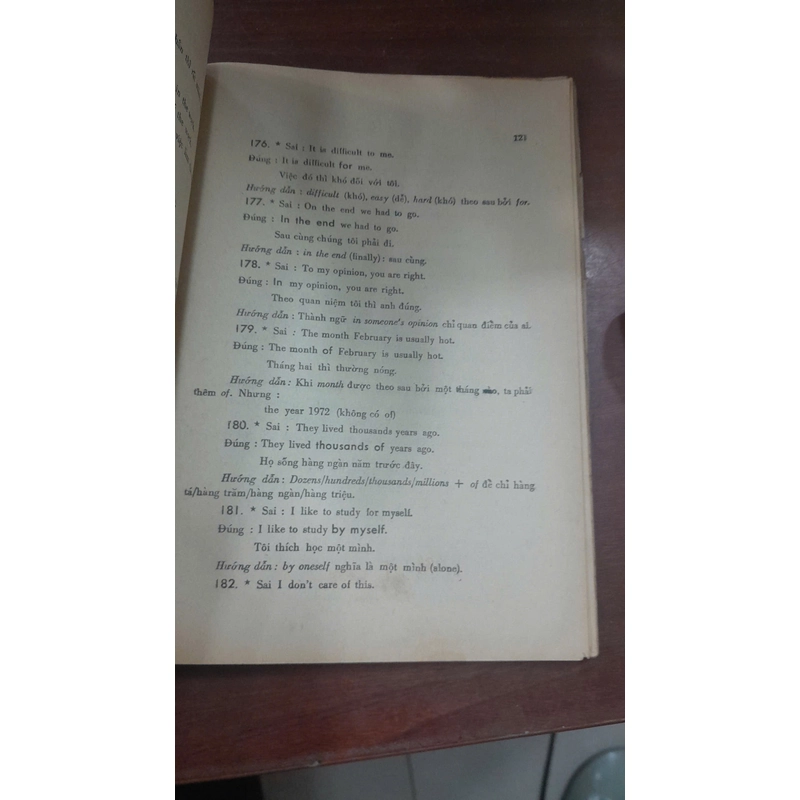 123
176. * Sai : It is difficult to me.
Đúng : It is difficult for me.
Việc đó thì khó đối với tôi.
Hướng dẫn : difficult (khó), easy (dễ), hard (khó) theo sau bởi for.
177. * Sai : On the end we had to go.
Đúng : In the end we had to go.
Sau cùng chúng tôi phải đi.
Hướng dẫn : in the end (finally) : sau cùng.
178. * Sai : To my opinion, you are right.
Đúng : In my opinion, you are right.
Theo quan niệm tôi thì anh đúng.
Hướng dẫn : Thành ngữ in someone's opinion chỉ quan điểm của ai.
179. * Sai : The month February is usually hot.
Đúng : The month of February is usually hot.
Tháng hai thì thường nóng.
Hướng dẫn : Khi month được theo sau bởi một tháng nào, ta phải
thêm of. Nhưng :
the year 1972 (không có of)
180. * Sai : They lived thousands years ago.
Đúng : They lived thousands of years ago.
Họ sống hàng ngàn năm trước đây.
Hướng dẫn : Dozens/hundreds/thousands/millions + of để chỉ hàng
tá/hàng trăm/hàng ngàn/hàng triệu.
181. * Sai : I like to study for myself.
Đúng : I like to study by myself.
Tôi thích học một mình.
Hướng dẫn : by oneself nghĩa là một mình (alone).
182. * Sai I don't care of this.